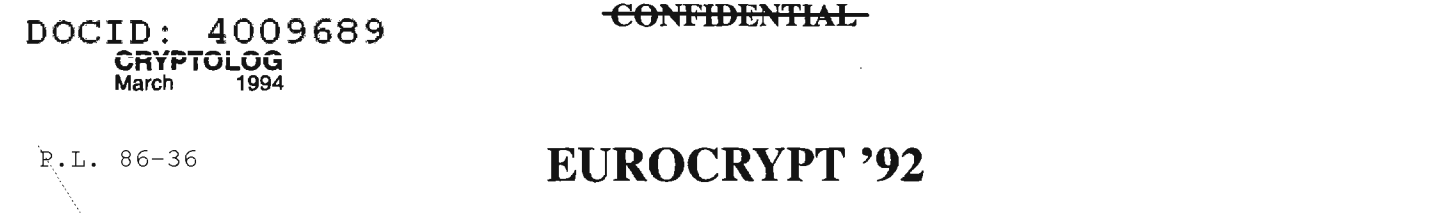 CONFIDENTIAL
DOCID: 4009689
CRYPTOLOG
March 1994
P.L. 86-36
EUROCRYPT ’92